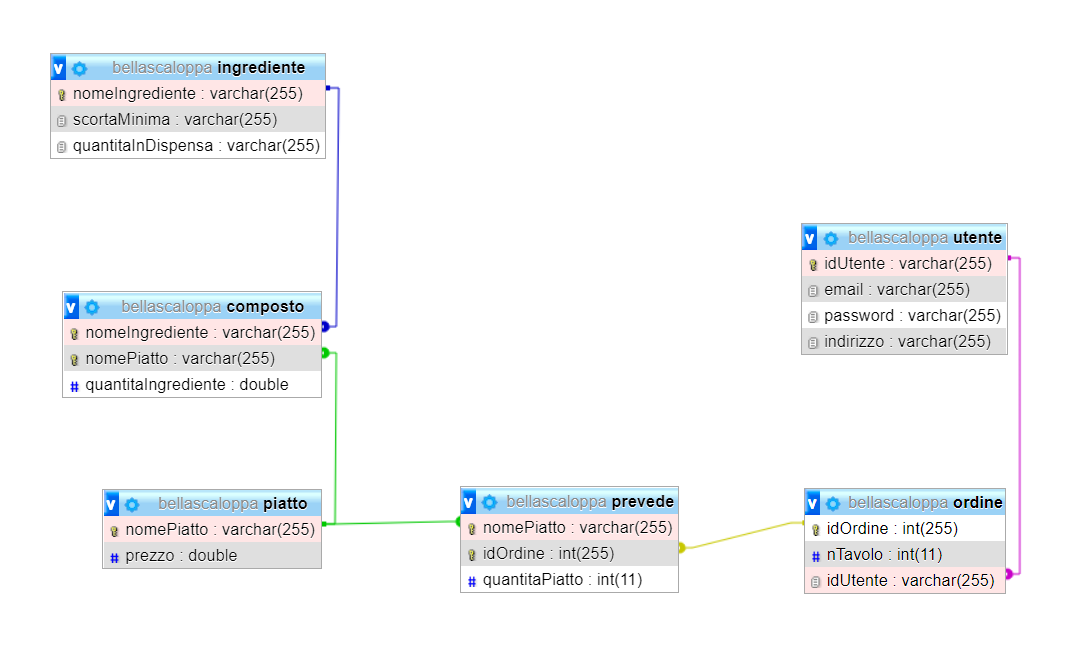 v bellascaloppa ingrediente
nomeIngrediente : varchar(255)
scortaMinima : varchar(255)
quantitaInDispensa : varchar(255)
v bellascaloppa utente
idUtente : varchar(255)
email : varchar(255)
password : varchar(255)
indirizzo : varchar(255)
v bellascaloppa composto
nomeIngrediente : varchar(255)
nomePiatto : varchar(255)
# quantitaIngrediente : double
v bellascaloppa piatto
nomePiatto : varchar(255)
# prezzo : double
v bellascaloppa prevede
nomePiatto : varchar(255)
idOrdine : int(255)
# quantitaPiatto : int(11)
v bellascaloppa ordine
idOrdine : int(255)
# nTavolo : int(11)
idUtente : varchar(255)